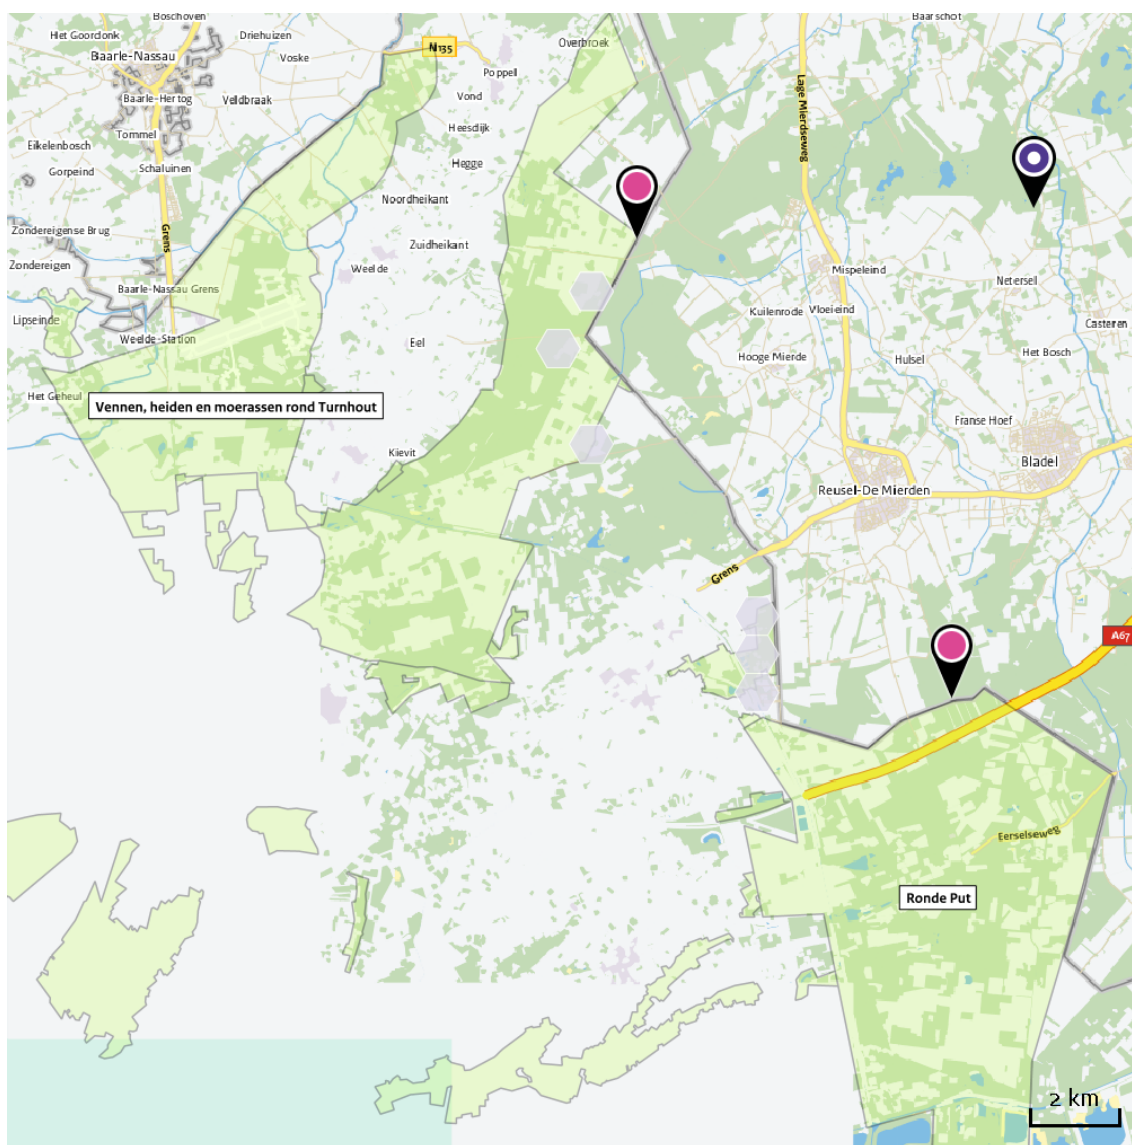 Boschoven
Baarschot
Het Goordonk
Driehuizen
Overbroek
N135
Baarle-Nassau
Voske
Poppell
Lage Mierdseweg
Baarle-Hertog
Veldbraak
Vond
Tommel
Heesdijk
Eikelenbosch
Schaluinen
Hegge
Gorpeind
Noordheikant
Zondereigense Brug
Grens
Zuidheikant
Zondereigen
Weelde
Mispeleind
Netersel
Baarle-Nassau Grens
Kuilenrode
Vloeieind
Lipseinde
Casteren
Weelde-Station
Eel
Hooge Mierde
Hulsel
Het Bosch
Het Geheul
Vennen, heiden en moerassen rond Turnhout
Franse Hoef
Kievit
Bladel
Reusel-De Mierden
Grens
A67
Eerselseweg
Ronde Put
2 km